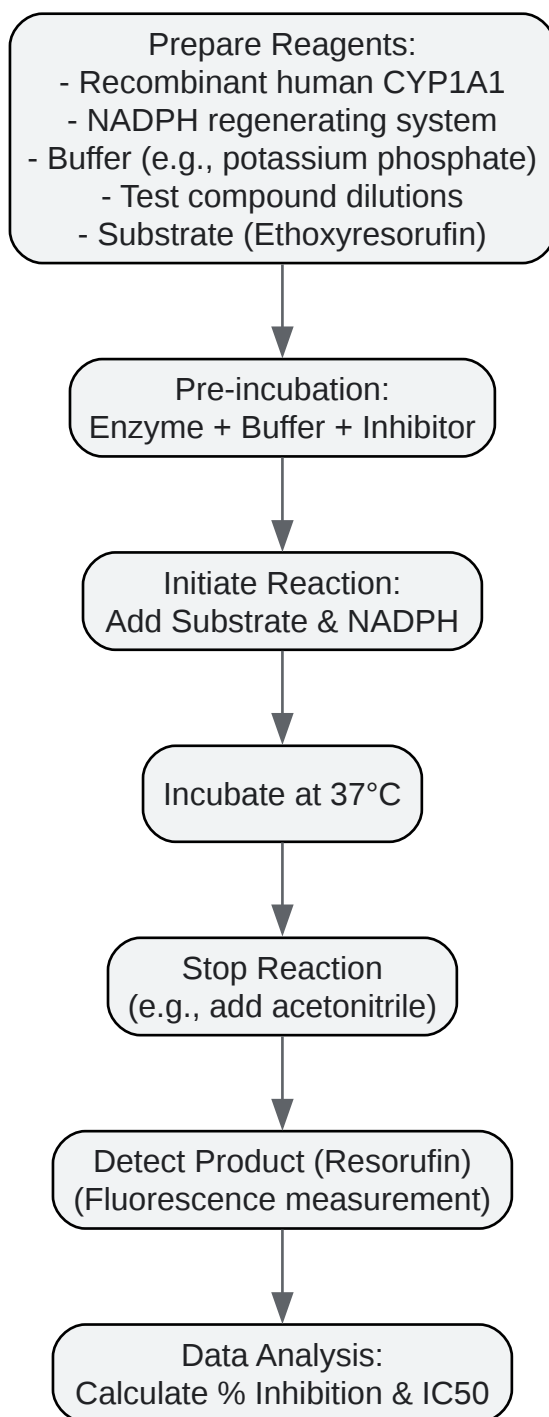 Prepare Reagents:
- Recombinant human CYP1A1
- NADPH regenerating system
- Buffer (e.g., potassium phosphate)
- Test compound dilutions
- Substrate (Ethoxyresorufin)
Pre-incubation:
Enzyme + Buffer + Inhibitor
Initiate Reaction:
Add Substrate & NADPH
Incubate at 37°C
Stop Reaction
(e.g., add acetonitrile)
Detect Product (Resorufin)
(Fluorescence measurement)
Data Analysis:
Calculate % Inhibition & IC50